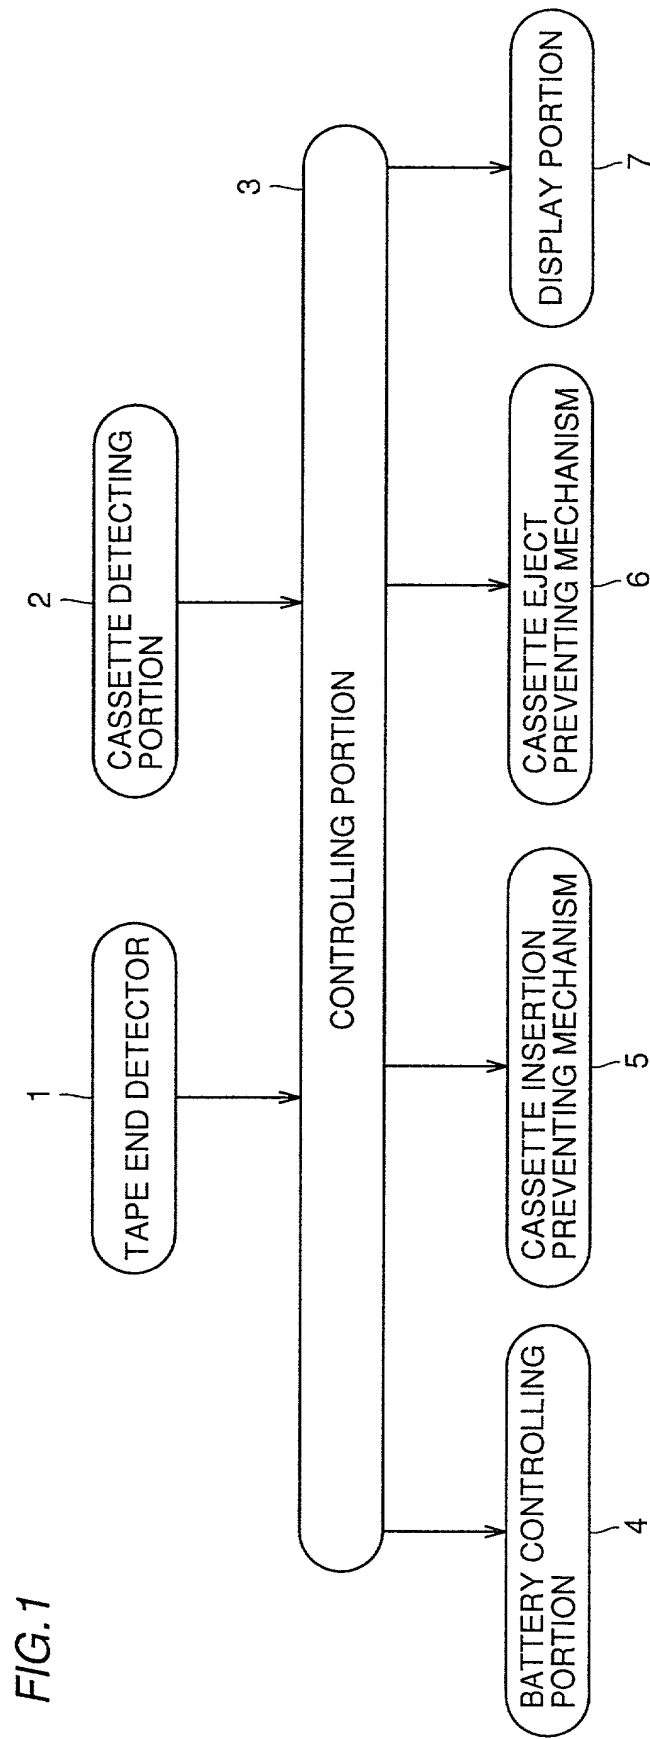 FIG.1
1
2
TAPE END DETECTOR
CASSETTE DETECTING
PORTION
3
CONTROLLING PORTION
BATTERY CONTROLLING
PORTION
CASSETTE INSERTION
PREVENTING MECHANISM
CASSETTE EJECT
PREVENTING MECHANISM
DISPLAY PORTION
4
5
6
7